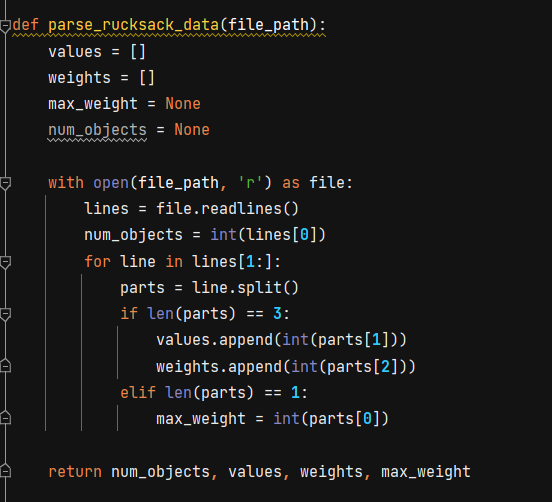 def parse_rucksack_data(file_path):
    values = []
    weights = []
    max_weight = None
    num_objects = None

    with open(file_path, 'r') as file:
        lines = file.readlines()
        num_objects = int(lines[0])
        for line in lines[1:]:
            parts = line.split()
            if len(parts) == 3:
                values.append(int(parts[1]))
                weights.append(int(parts[2]))
            elif len(parts) == 1:
                max_weight = int(parts[0])

    return num_objects, values, weights, max_weight